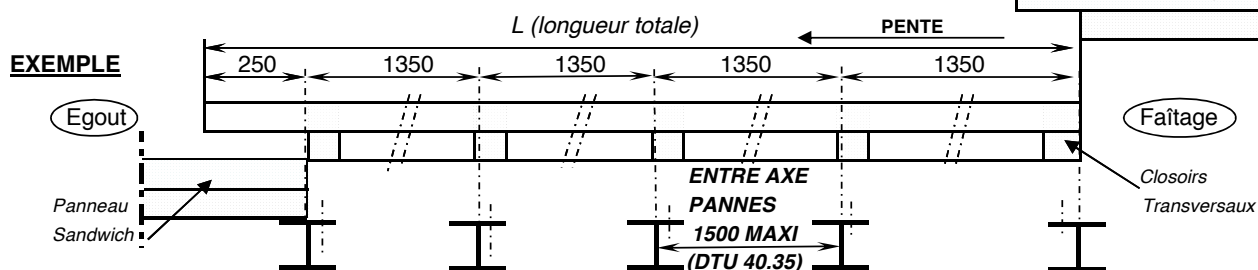 L (longueur totale)
PENTE
EXEMPLE
250
1350
1350
1350
1350
Egout
Faîtage
Panneau
Sandwich
ENTRE AXE
PANNES
1500 MAXI
(DTU 40.35)
Closoirs
Transversaux